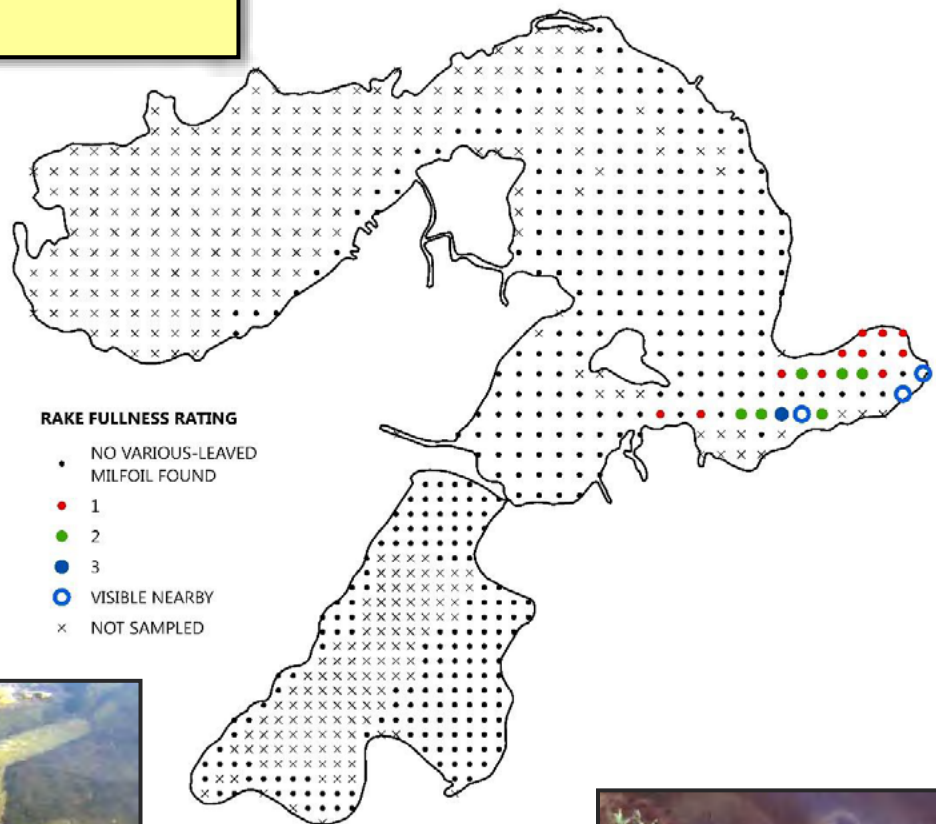 RAKE FULLNESS RATING
NO VARIOUS-LEAVED
MILFOIL FOUND
1
2
3
VISIBLE NEARBY
NOT SAMPLED